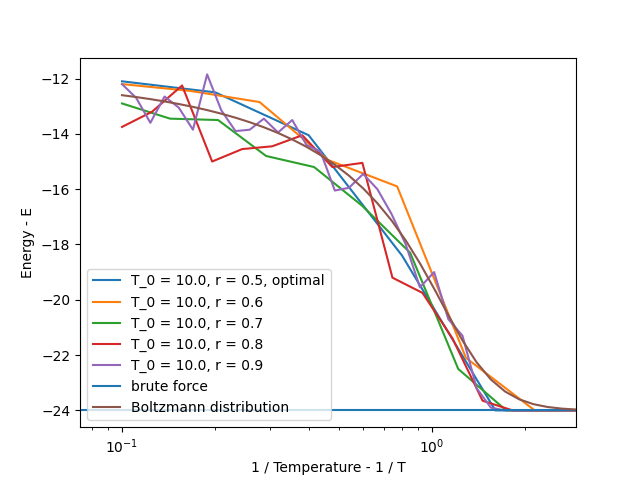 −12
−14
−16
−18
−20
−22
−24
Energy - E
T_0 = 10.0, r = 0.5, optimal
T_0 = 10.0, r = 0.6
T_0 = 10.0, r = 0.7
T_0 = 10.0, r = 0.8
T_0 = 10.0, r = 0.9
brute force
Boltzmann distribution
10⁻¹
10⁰
1 / Temperature - 1 / T